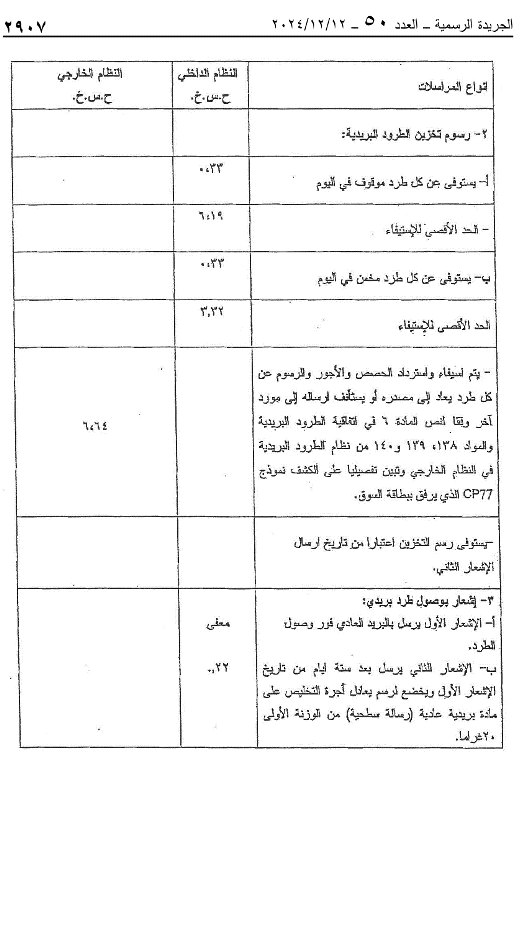 الجريدة الرسمية ــ العدد ٥٠ ــ ٢٠٢٤/١٢/١٢
٢٩٠٧
انواع المراسلات
النظام الداخلي
ح.س.خ.
النظام الخارجي
ح.س.خ.
٢- رسوم تخزين الطرود البريدية:
أ- يستوفى عن كل طرد موقوف في اليوم
٠،٣٣
- الحد الأقصى للإستيفاء
٦،١٩
ب- يستوفى عن كل طرد مخمن في اليوم
٠،٣٣
الحد الأقصى للإستيفاء
٣,٣٢
- يتم اسيفاء واسترداد الحصص والأجور والرسوم عن
كل طرد يعاد إلى مصدره أو يستأنف ارساله إلى مورد
آخر وفقا لنص المادة ٦ في اتفاقية الطرود البريدية
والمواد ١٣٨، ١٣٩ و١٤٠ من نظام الطرود البريدية
في النظام الخارجي وتبين تفصيليا على الكشف نموذج
CP77 الذي يرفق ببطاقة السوق.
٦،٦٤
-يستوفى رسم التخزين اعتبارا من تاريخ ارسال
الإشعار الثاني.
٣- إشعار بوصول طرد بريدي:
أ- الإشعار الأول يرسل بالبريد العادي فور وصول
الطرد.
معفى
ب- الإشعار الثاني يرسل بعد ستة ايام من تاريخ
الإشعار الأول ويخضع لرسم يعادل أجرة التخليص على
مادة بريدية عادية (رسالة سطحية) من الوزنة الأولى
٢٠غراما.
٠,٢٢